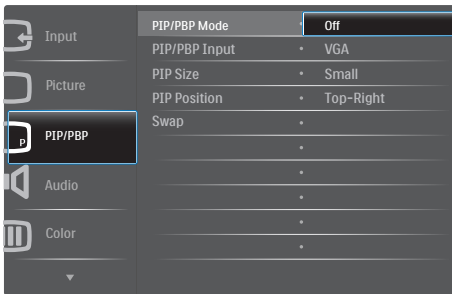 Input
Picture
P
PIP/PBP
Audio
Color
PIP/PBP Mode • Off
PIP/PBP Input • VGA
PIP Size • Small
PIP Position • Top-Right
Swap •
•
•
•
•
•